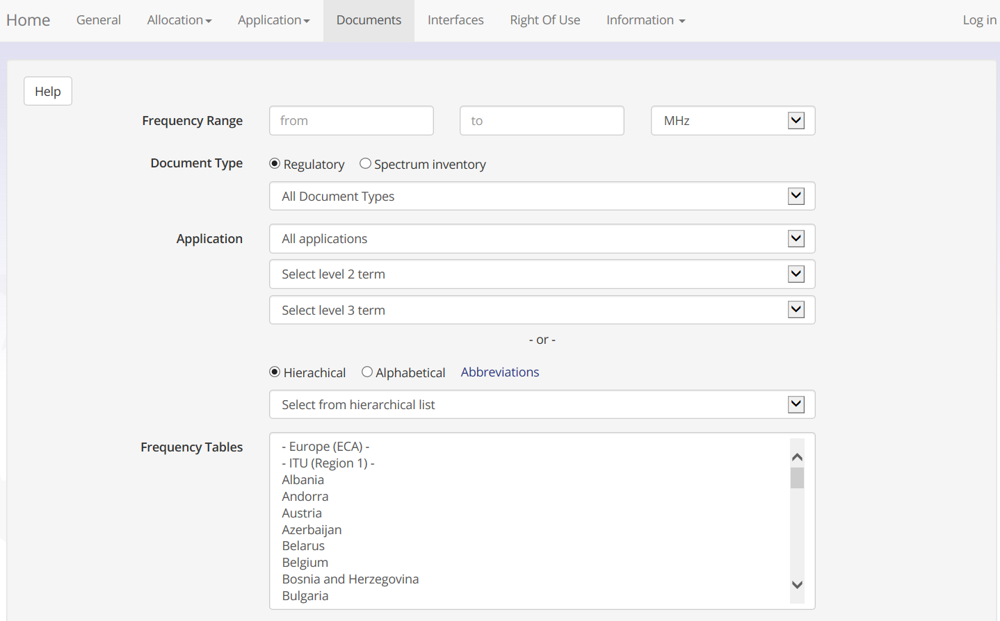 Home General Allocation Application Documents Interfaces Right Of Use Information Log in
Help
Frequency Range from to MHz
Document Type Regulatory Spectrum inventory
All Document Types
Application All applications
Select level 2 term
Select level 3 term
- or -
Hierachical Alphabetical Abbreviations
Select from hierarchical list
Frequency Tables - Europe (ECA) -
- ITU (Region 1) -
Albania
Andorra
Austria
Azerbaijan
Belarus
Belgium
Bosnia and Herzegovina
Bulgaria